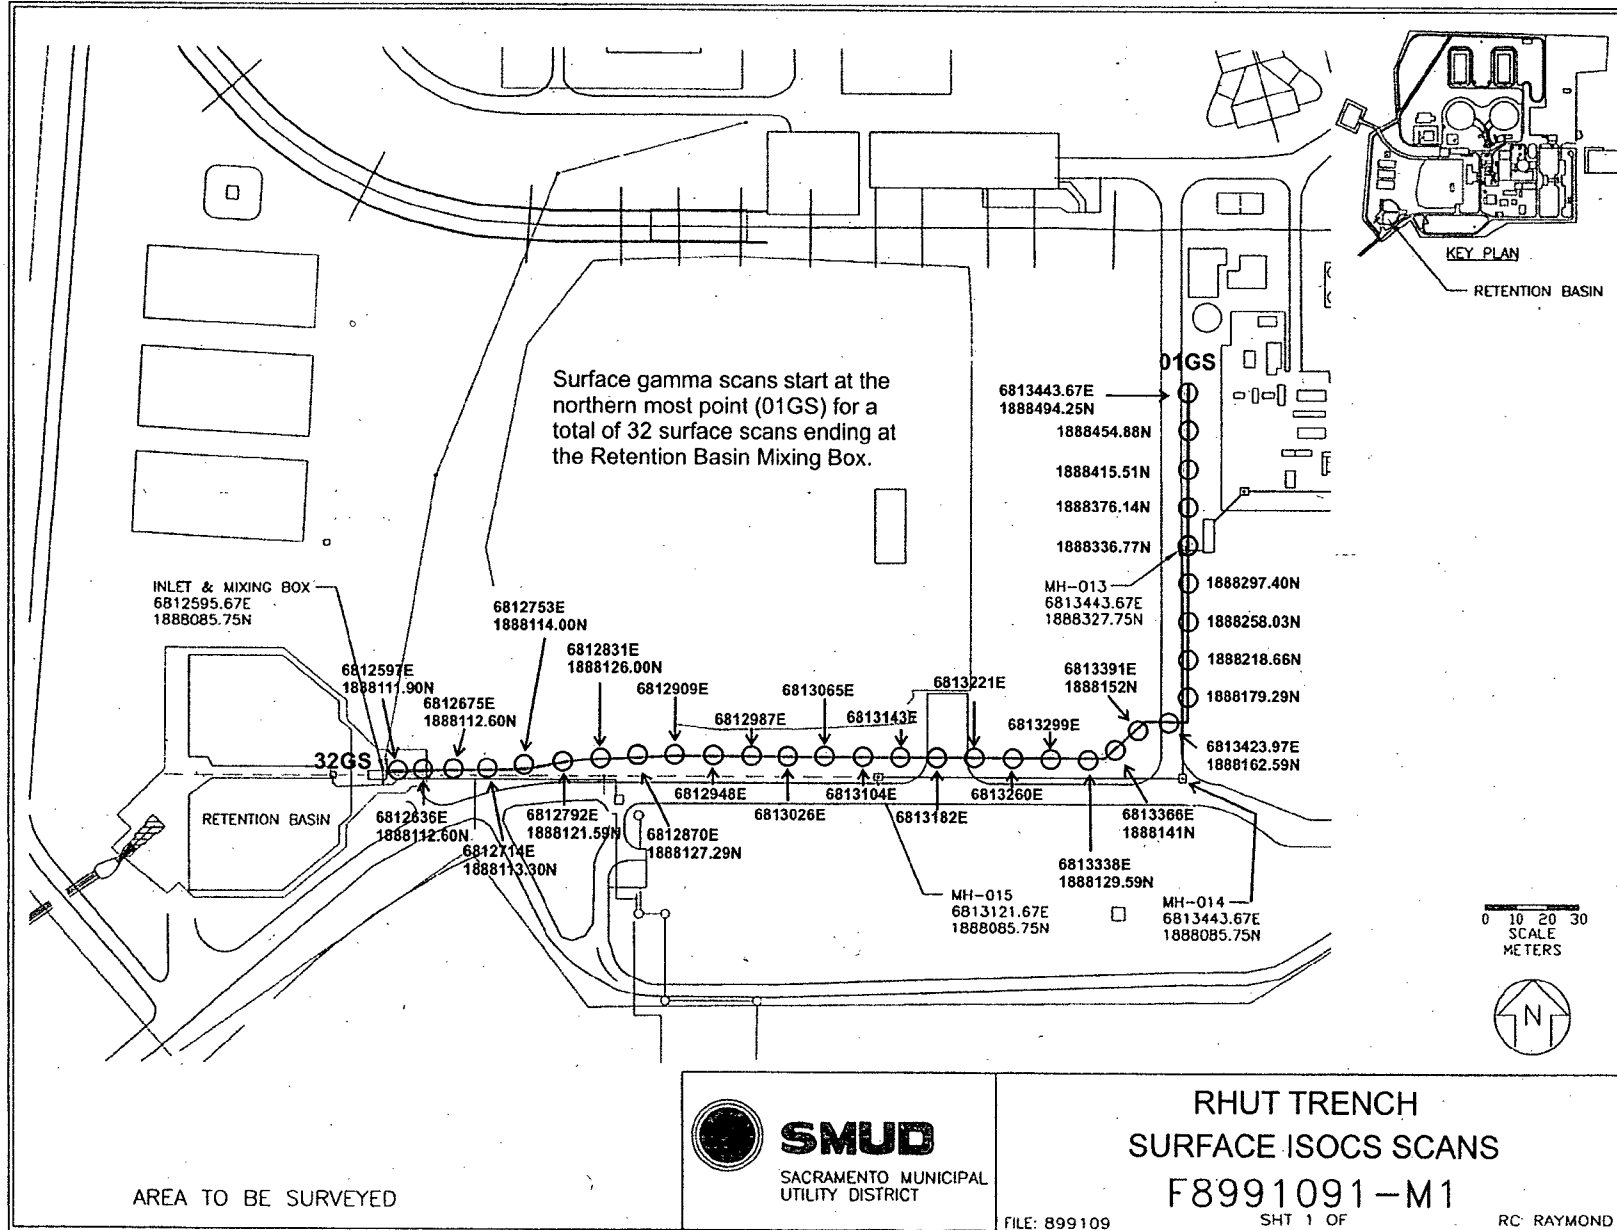 KEY PLAN
RETENTION BASIN
01GS
Surface gamma scans start at the
northern most point (01GS) for a
total of 32 surface scans ending at
the Retention Basin Mixing Box.
6813443.67E
1888494.25N
1888454.88N
1888415.51N
1888376.14N
1888336.77N
MH-013
6813443.67E
1888327.75N
1888297.40N
1888258.03N
1888218.66N
1888179.29N
6813423.97E
1888162.59N
INLET & MIXING BOX
6812595.67E
1888085.75N
6812753E
1888114.00N
6812831E
1888126.00N
6812597E
1888111.90N
6812675E
1888112.60N
6812909E
6812987E
6813065E
6813143E
6813221E
6813299E
6813391E
1888152N
32GS
RETENTION BASIN
6812636E
1888112.60N
6812714E
1888113.30N
6812792E
1888121.59N
6812870E
1888127.29N
6812948E
6813026E
6813104E
6813182E
6813260E
6813338E
1888129.59N
6813366E
1888141N
MH-015
6813121.67E
1888085.75N
MH-014
6813443.67E
1888085.75N
0 10 20 30
SCALE
METERS
N
AREA TO BE SURVEYED
SMUD
SACRAMENTO MUNICIPAL
UTILITY DISTRICT
RHUT TRENCH
SURFACE ISOCS SCANS
F8991091-M1
FILE: 899109
SHT 1 OF
RC RAYMOND